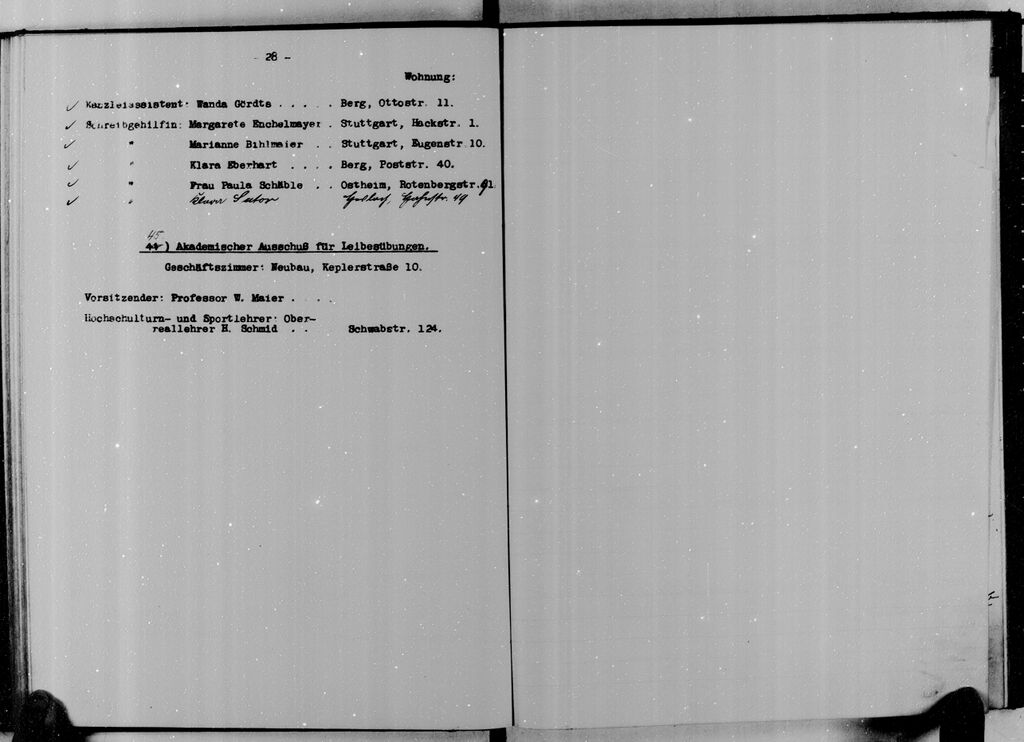 - 28 -
Wohnung:
✓ Kanzleiassistent: Wanda Gördts . . . . . Berg, Ottostr. 11.
✓ Schreibgehilfin: Margarete Enchelmayer . Stuttgart, Hackstr. 1.
✓ " Marianne Bihlmaier . . Stuttgart, Eugenstr 10.
✓ " Klara Eberhart . . . . Berg, Poststr. 40.
✓ " Frau Paula Schäble . . Ostheim, Rotenbergstr. 91
✓ " 49
45
44) Akademischer Ausschuß für Leibesübungen.
Geschäftszimmer: Neubau, Keplerstraße 10.
Vorsitzender: Professor W. Maier . . . .
Hochschulturn- und Sportlehrer: Ober-
reallehrer H. Schmid . . Schwabstr. 124.